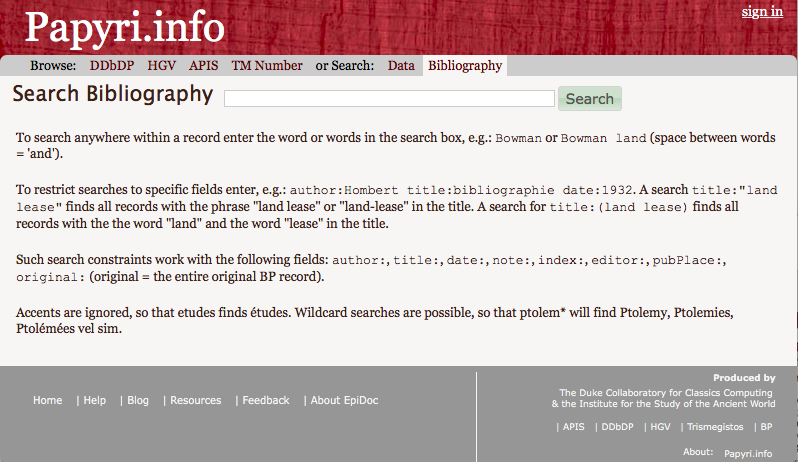 Papyri.info
sign in
Browse: DDbDP HGV APIS TM Number or Search: Data Bibliography
Search Bibliography Search
To search anywhere within a record enter the word or words in the search box, e.g.: Bowman or Bowman land (space between words
= 'and').
To restrict searches to specific fields enter, e.g.: author:Hombert title:bibliographie date:1932. A search title:"land
lease" finds all records with the phrase "land lease" or "land-lease" in the title. A search for title:(land lease) finds all
records with the the word "land" and the word "lease" in the title.
Such search constraints work with the following fields: author:, title:, date:, note:, index:, editor:, pubPlace:,
original: (original = the entire original BP record).
Accents are ignored, so that etudes finds études. Wildcard searches are possible, so that ptolem* will find Ptolemy, Ptolemies,
Ptolémées vel sim.
Home | Help | Blog | Resources | Feedback | About EpiDoc
Produced by
The Duke Collaboratory for Classics Computing
& the Institute for the Study of the Ancient World
| APIS | DDbDP | HGV | Trismegistos | BP
About: Papyri.info